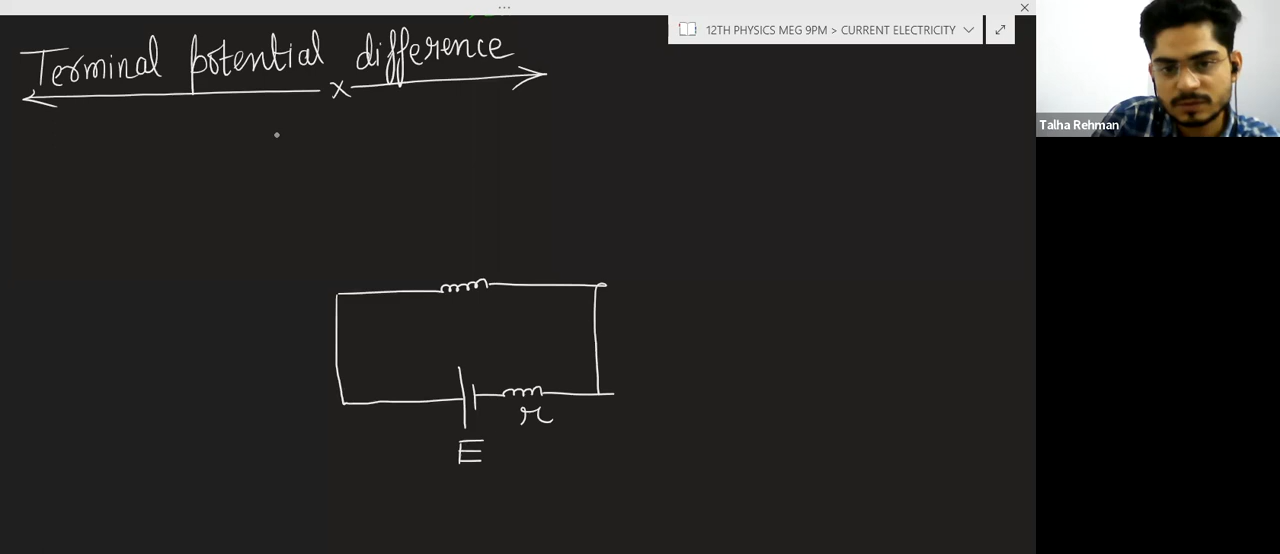 12TH PHYSICS MEG 9PM > CURRENT ELECTRICITY
Terminal potential difference
x
Talha Rehman
r
E